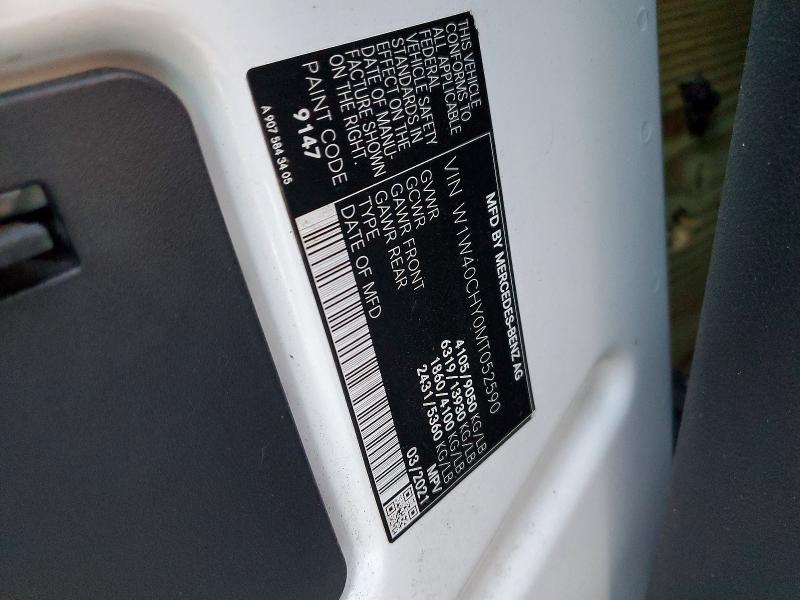 THIS VEHICLE
CONFORMS TO
ALL APPLICABLE
FEDERAL
VEHICLE SAFETY
STANDARDS IN
EFFECT ON THE
DATE OF MANU-
FACTURE SHOWN
ON THE RIGHT.
PAINT CODE
9147
A 907 584 34 05
MFD BY MERCEDES-BENZ AG
VIN W1W40CHY0MT052590
GVWR 4105/9050 KG/LB
GCWR 6319/13930 KG/LB
GAWR FRONT 1860/4100 KG/LB
GAWR REAR 2431/5360 KG/LB
TYPE MPV
DATE OF MFD 03/2021